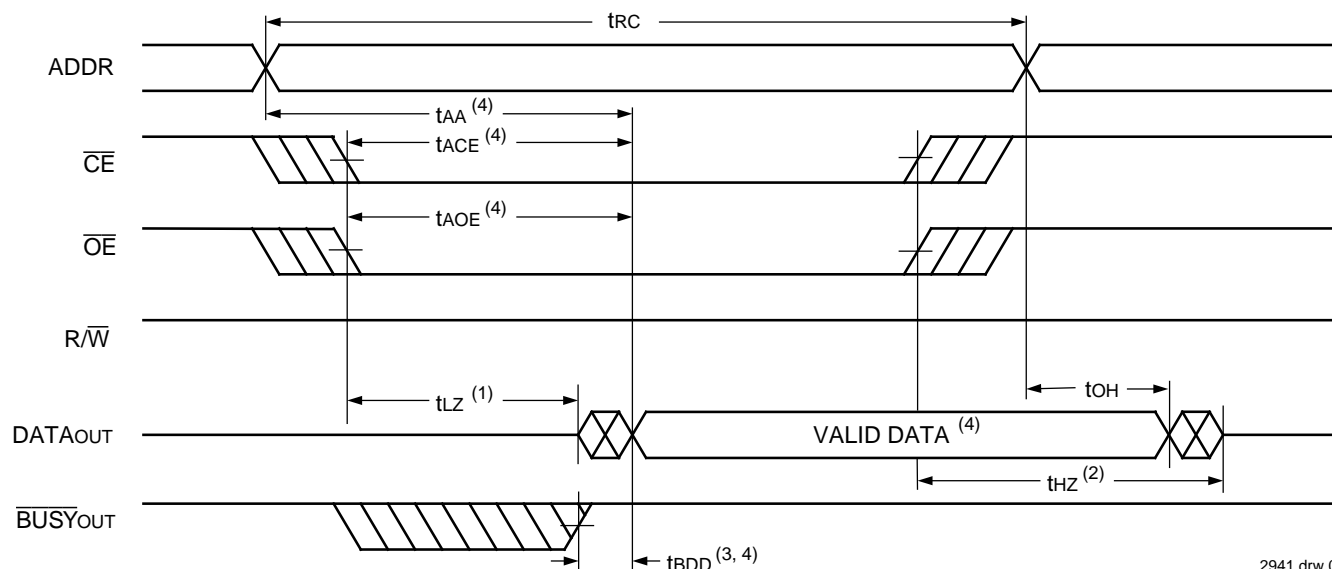 tRC
ADDR
tAA (4)
tACE (4)
CE
tAOE (4)
OE
R/W
tLZ (1)
tOH
DATAOUT
VALID DATA (4)
tHZ (2)
BUSYOUT
tBDD (3, 4)
2941 drw